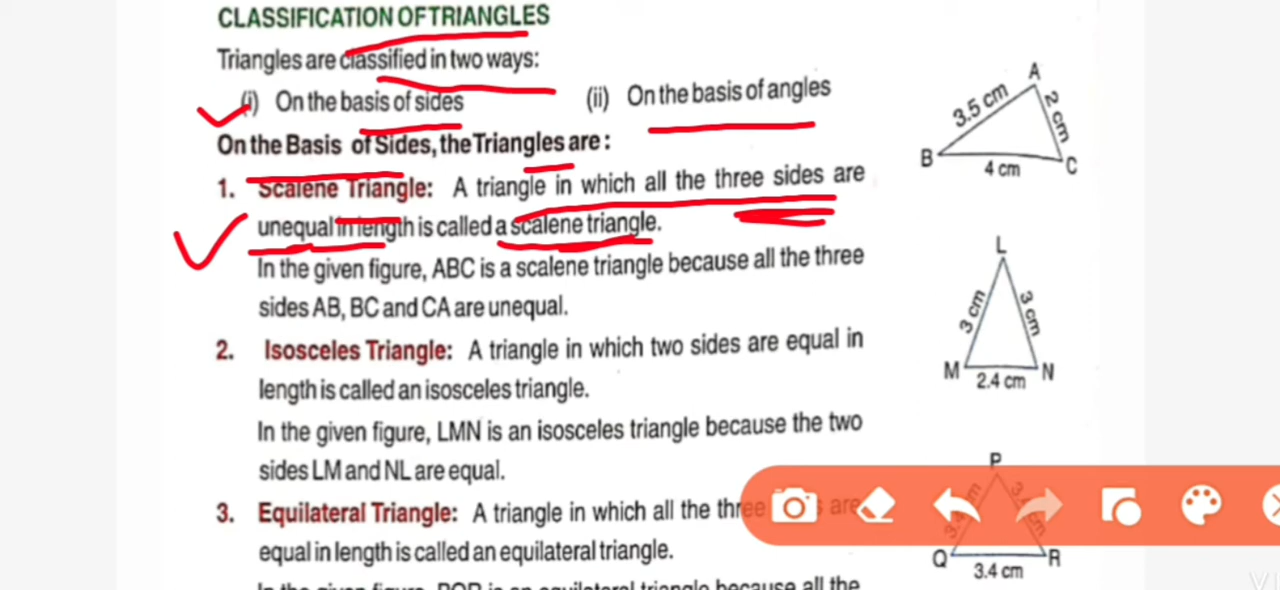 CLASSIFICATION OF TRIANGLES
Triangles are classified in two ways:
(i) On the basis of sides (ii) On the basis of angles
On the Basis of Sides, the Triangles are :
1. Scalene Triangle: A triangle in which all the three sides are
unequal in length is called a scalene triangle.
In the given figure, ABC is a scalene triangle because all the three
sides AB, BC and CA are unequal.
2. Isosceles Triangle: A triangle in which two sides are equal in
length is called an isosceles triangle.
In the given figure, LMN is an isosceles triangle because the two
sides LM and NL are equal.
3. Equilateral Triangle: A triangle in which all the three are
equal in length is called an equilateral triangle.
because all the
A
3.5 cm
2 cm
B
4 cm
C
L
3 cm
3 cm
M
2.4 cm
N
P
Q
3.4 cm
R